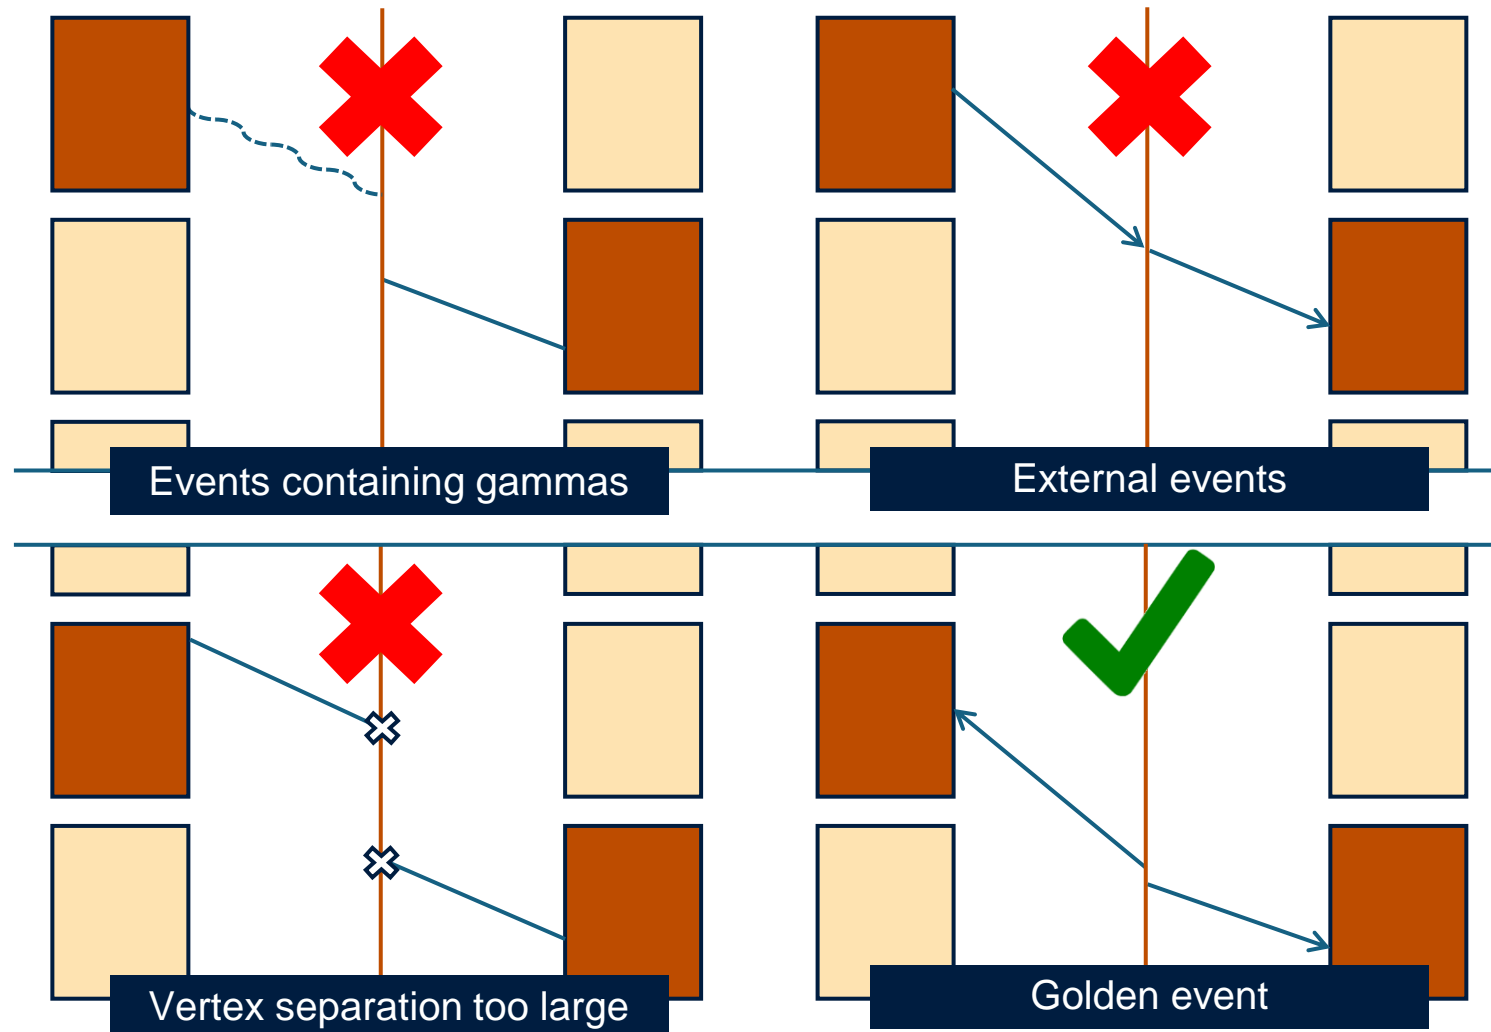 Events containing gammas
External events
Vertex separation too large
Golden event